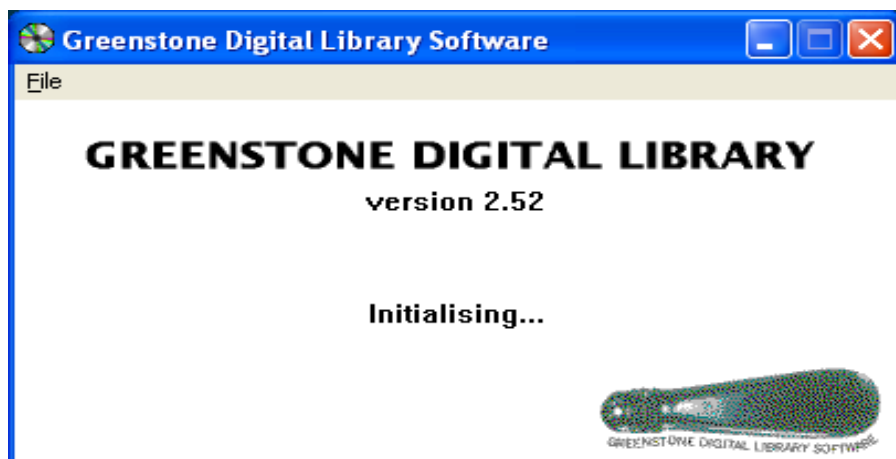 Greenstone Digital Library Software
File
GREENSTONE DIGITAL LIBRARY
version 2.52
Initialising...
GREENSTONE DIGITAL LIBRARY SOFTWARE